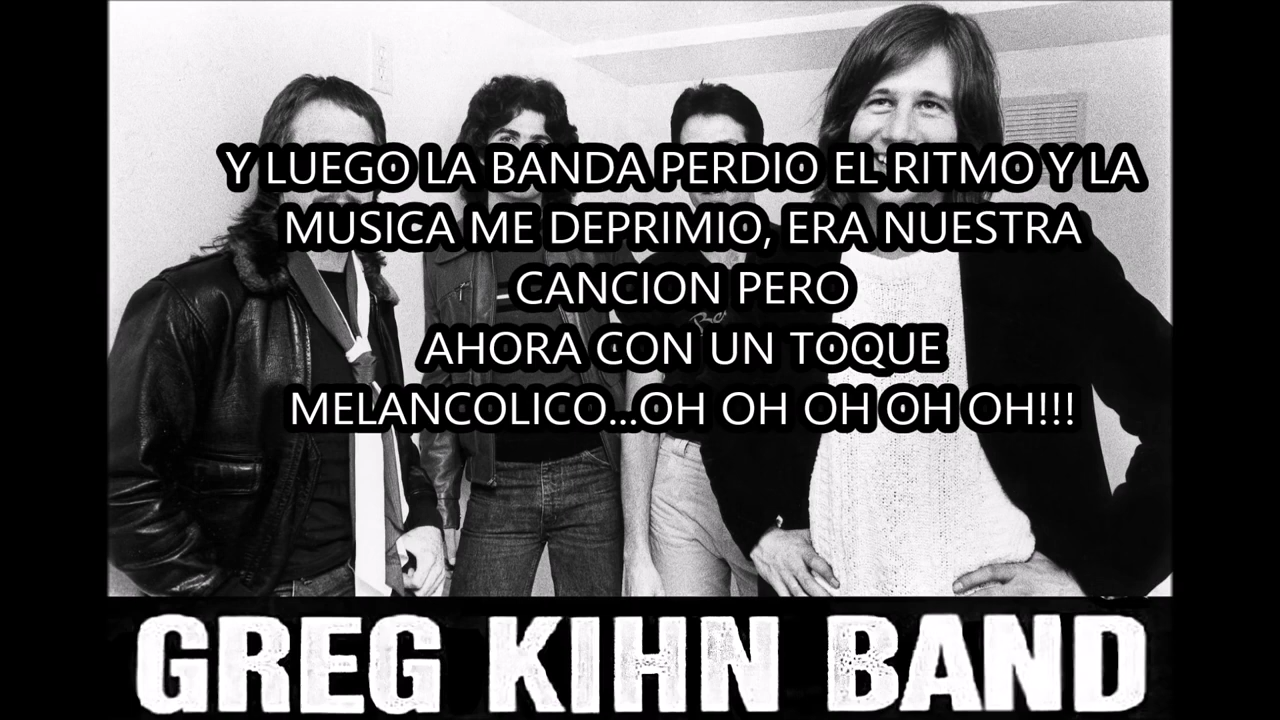 Y LUEGO LA BANDA PERDIO EL RITMO Y LA
MUSICA ME DEPRIMIO, ERA NUESTRA
CANCION PERO
AHORA CON UN TOQUE
MELANCOLICO...OH OH OH OH OH!!!
GREG KIHN BAND